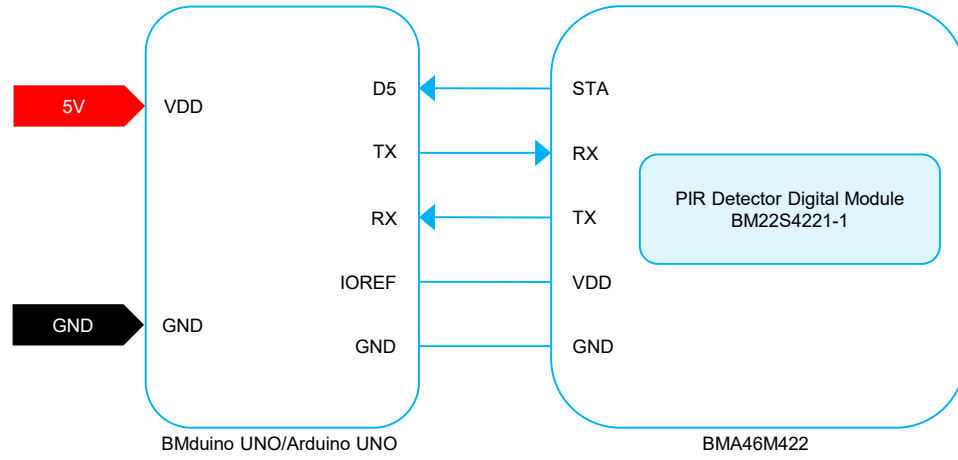 5V
VDD
D5
STA
TX
RX
PIR Detector Digital Module
BM22S4221-1
RX
TX
IOREF
VDD
GND
GND
GND
GND
BMduino UNO/Arduino UNO
BMA46M422